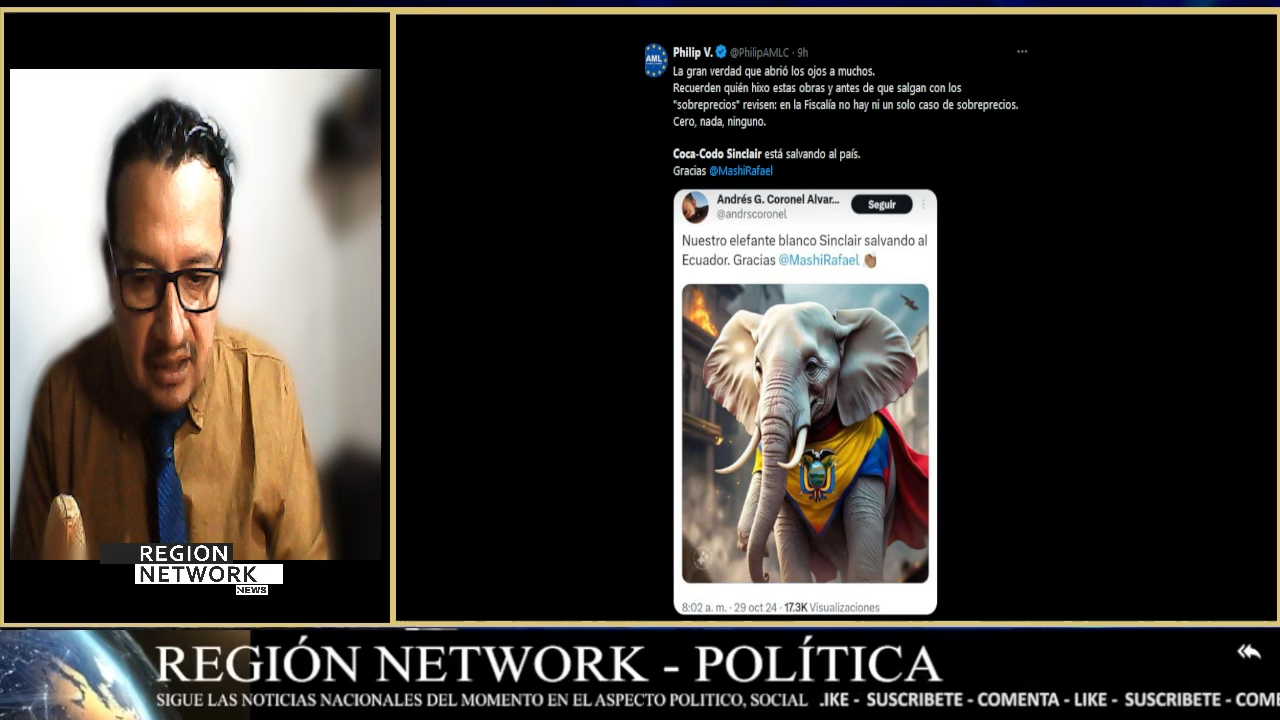 AML
Philip V. @PhilipAMLC · 9h
La gran verdad que abrió los ojos a muchos.
Recuerden quién hixo estas obras y antes de que salgan con los
"sobreprecios" revisen: en la Fiscalía no hay ni un solo caso de sobreprecios.
Cero, nada, ninguno.
Coca-Codo Sinclair está salvando al país.
Gracias @MashiRafael
Andrés G. Coronel Alvar...
@andrscoronel
Seguir
Nuestro elefante blanco Sinclair salvando al
Ecuador. Gracias @MashiRafael
8:02 a. m. · 29 oct 24 · 17.3K Visualizaciones
REGION
NETWORK
NEWS
REGIÓN NETWORK - POLÍTICA
SIGUE LAS NOTICIAS NACIONALES DEL MOMENTO EN EL ASPECTO POLITICO, SOCIAL .IKE - SUSCRIBETE - COMENTA - LIKE - SUSCRIBETE - COM